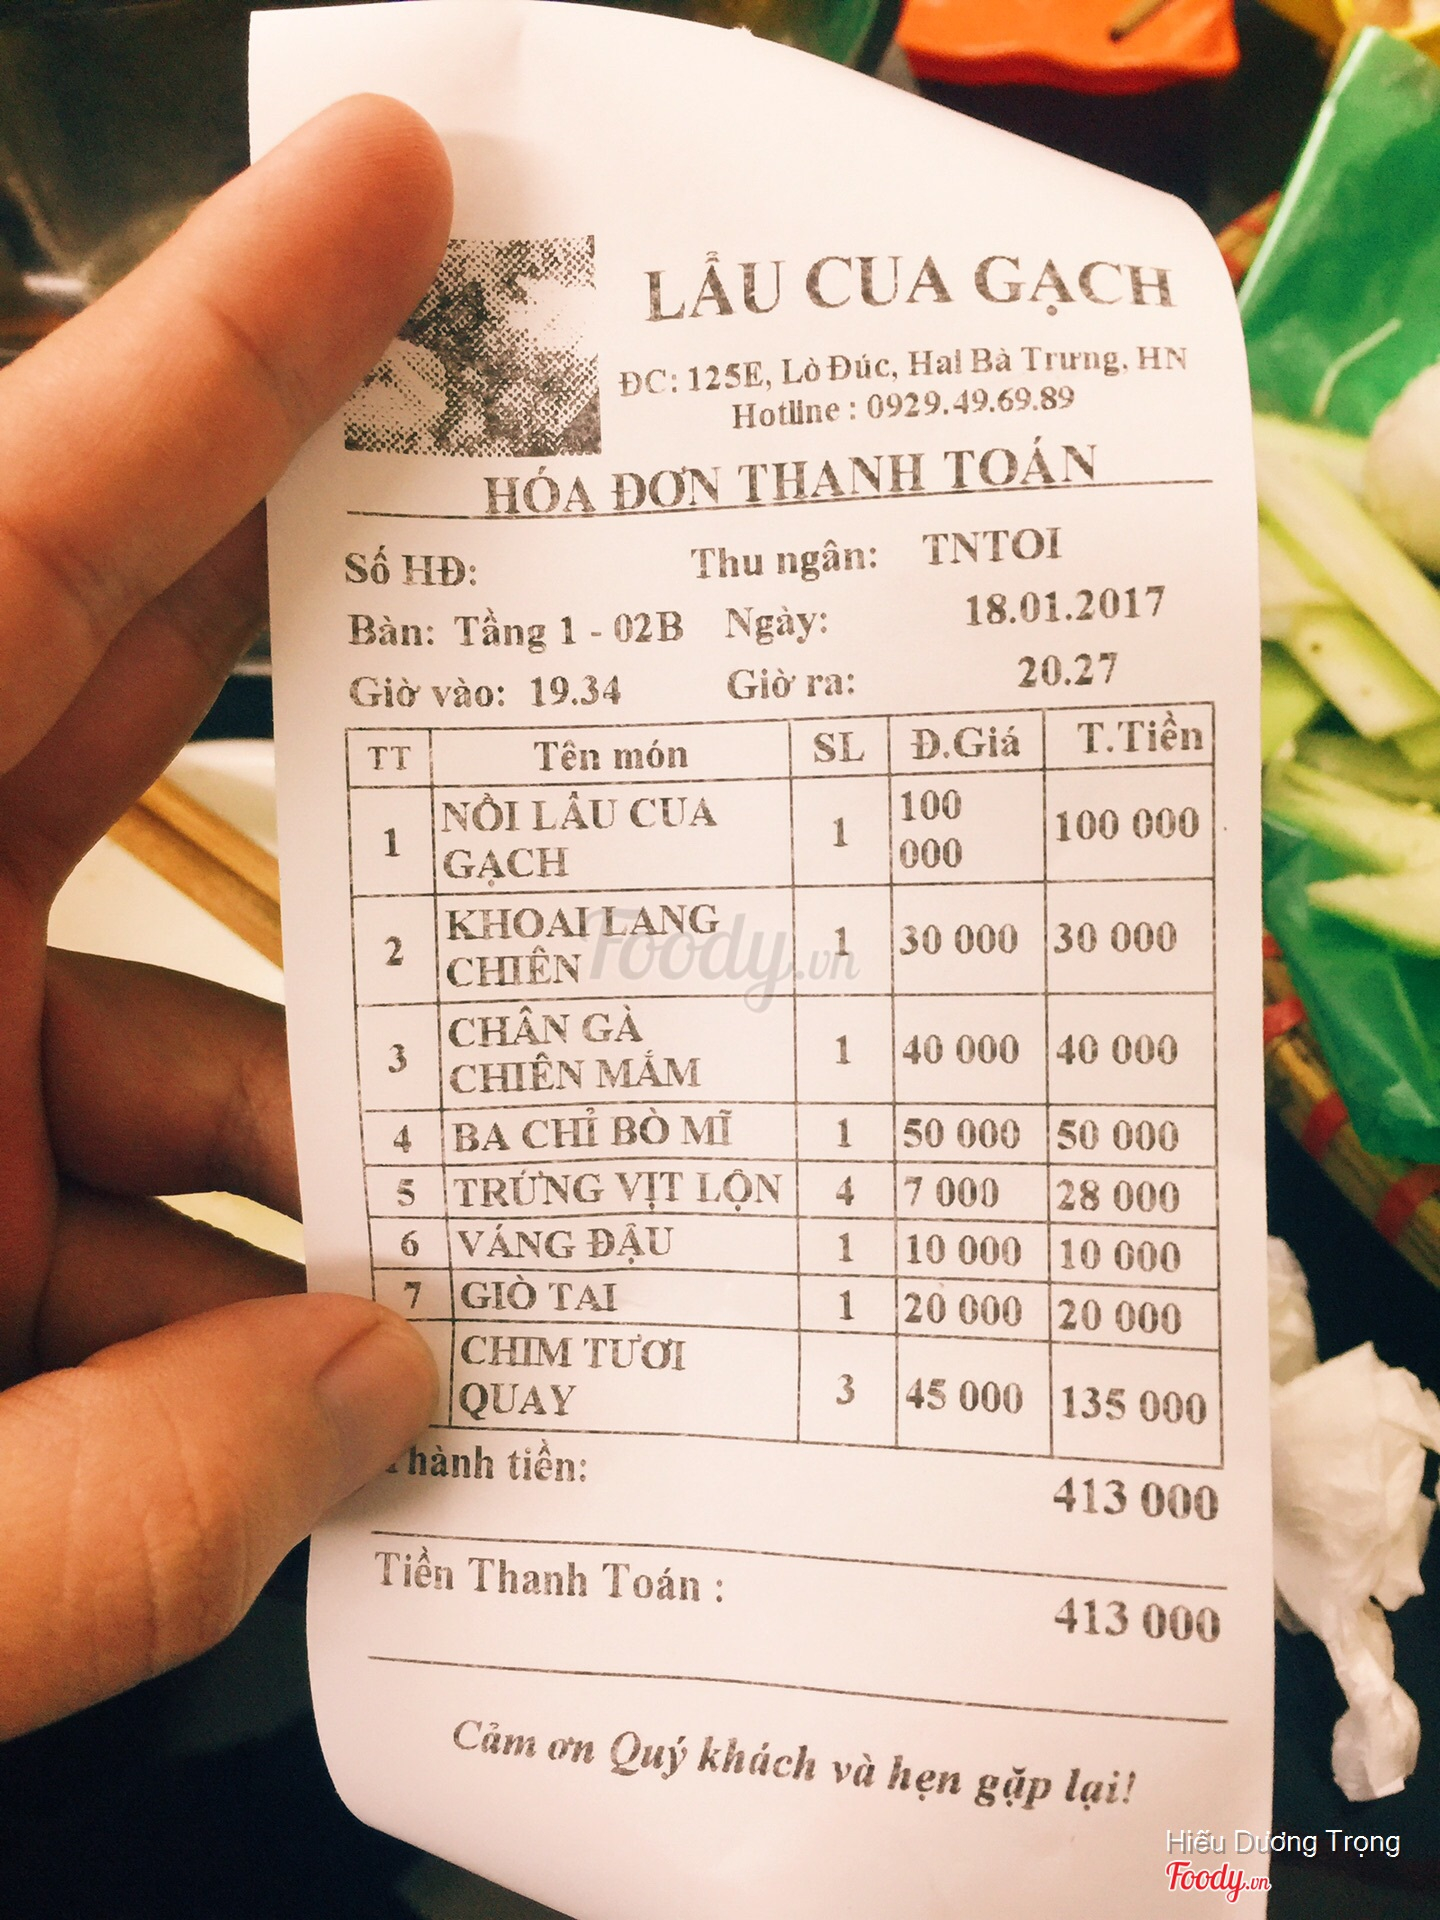 LẨU CUA GẠCH
ĐC: 125E, Lò Đúc, Hai Bà Trưng, HN
Hotline : 0929.49.69.89
HÓA ĐƠN THANH TOÁN
Số HĐ: Thu ngân: TNTOI
Bàn: Tầng 1 - 02B Ngày: 18.01.2017
Giờ vào: 19.34 Giờ ra: 20.27
TT Tên món SL Đ.Giá T.Tiền
1 NỒI LẨU CUA GẠCH 1 100 000 100 000
2 KHOAI LANG CHIÊN 1 30 000 30 000
3 CHÂN GÀ CHIÊN MẮM 1 40 000 40 000
4 BA CHỈ BÒ MĨ 1 50 000 50 000
5 TRỨNG VỊT LỘN 4 7 000 28 000
6 VÁNG ĐẬU 1 10 000 10 000
7 GIÒ TAI 1 20 000 20 000
CHIM TƯƠI QUAY 3 45 000 135 000
Thành tiền: 413 000
Tiền Thanh Toán : 413 000
Cảm ơn Quý khách và hẹn gặp lại!
Foody.vn
Hiếu Dương Trọng
Foody.vn